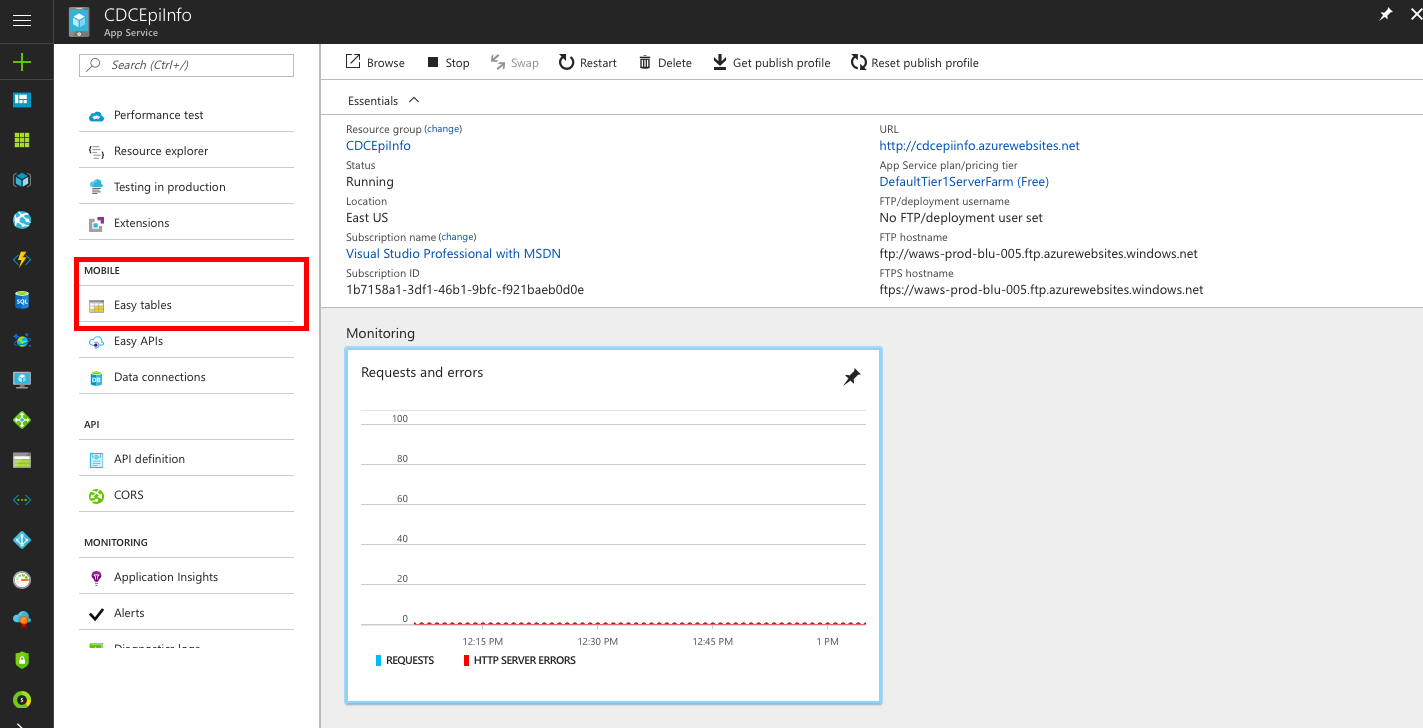 CDCEpiInfo
App Service
Search (Ctrl+/)
Performance test
Resource explorer
Testing in production
Extensions
MOBILE
Easy tables
Easy APIs
Data connections
API
API definition
CORS
MONITORING
Application Insights
Alerts
Diagnostics logs
Browse Stop Swap Restart Delete Get publish profile Reset publish profile
Essentials
Resource group (change)
CDCEpiInfo
Status
Running
Location
East US
Subscription name (change)
Visual Studio Professional with MSDN
Subscription ID
1b7158a1-3df1-46b1-9bfc-f921baeb0d0e
URL
http://cdcepiinfo.azurewebsites.net
App Service plan/pricing tier
DefaultTier1ServerFarm (Free)
FTP/deployment username
No FTP/deployment user set
FTP hostname
ftp://waws-prod-blu-005.ftp.azurewebsites.windows.net
FTPS hostname
ftps://waws-prod-blu-005.ftp.azurewebsites.windows.net
Monitoring
Requests and errors
100
80
60
40
20
0
12:15 PM 12:30 PM 12:45 PM 1 PM
REQUESTS HTTP SERVER ERRORS